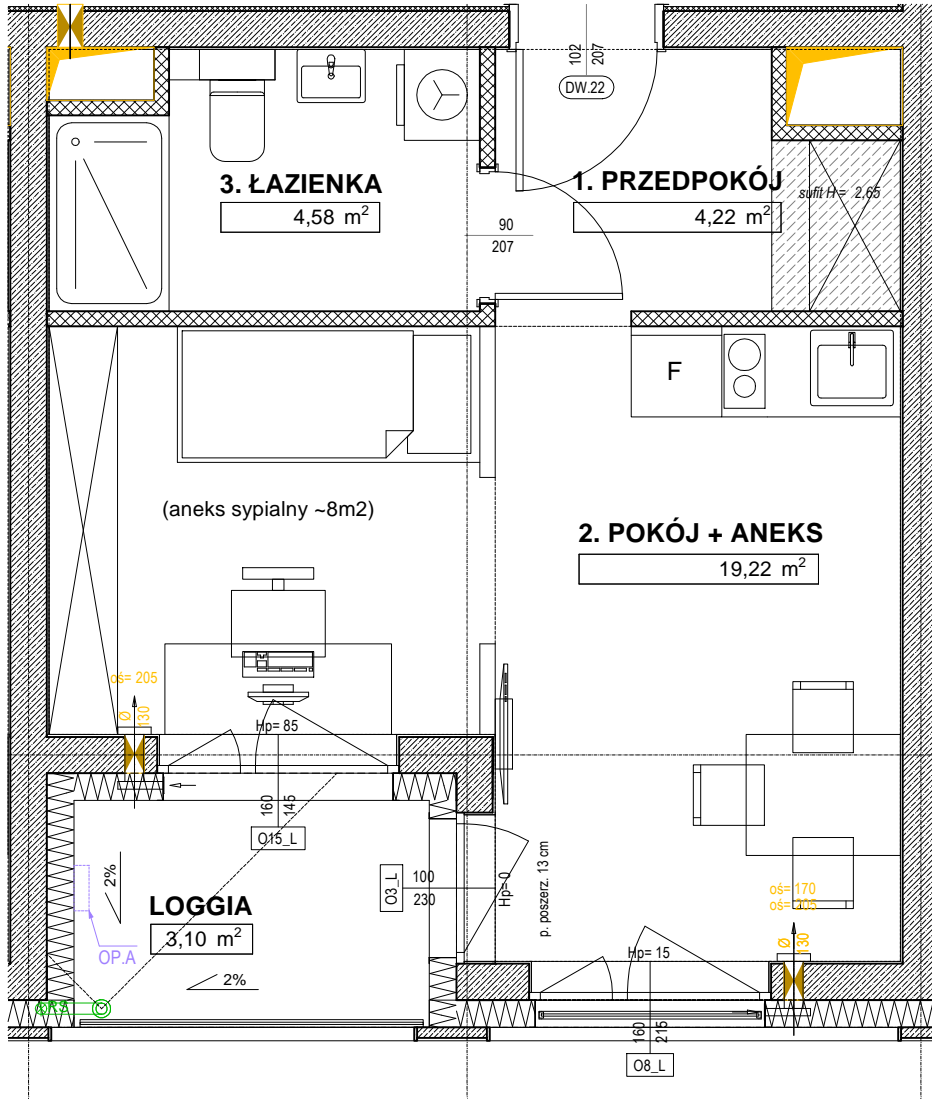 102
207
DW.22
3. ŁAZIENKA
4,58 m²
1. PRZEDPOKÓJ
4,22 m²
sufit H = 2,65
90
207
F
(aneks sypialny ~8m2)
2. POKÓJ + ANEKS
19,22 m²
oś= 205
Ø
130
Hp= 85
160
145
O15_L
2%
LOGGIA
3,10 m²
OP.A
2%
O3_L
100
230
Hp=0
p. poszerz. 13 cm
oś= 170
oś= 205
Ø
130
Hp= 15
160
215
O8_L